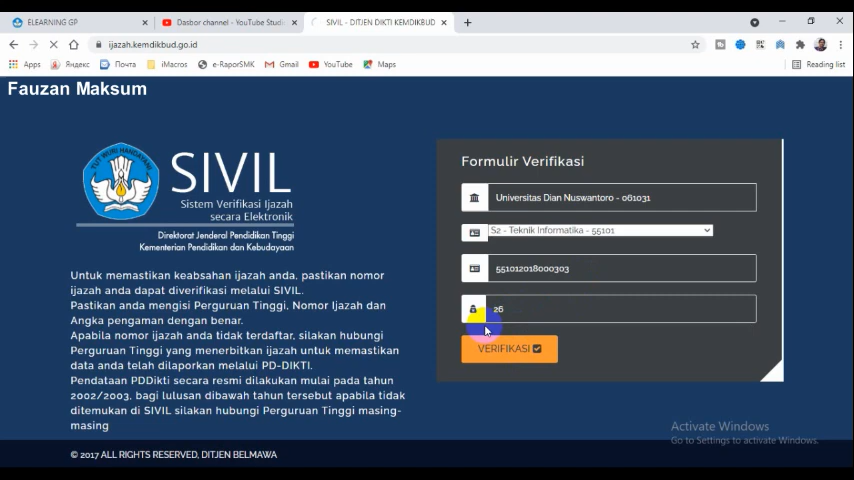 ELEARNING GP
Dasbor channel - YouTube Studi
SIVIL - DITJEN DIKTI KEMDIKBUD
ijazah.kemdikbud.go.id
Apps
Яндекс
Почта
iMacros
e-RaporSMK
Gmail
YouTube
Maps
Reading list
Fauzan Maksum
TUT WURI HANDAYANI
SIVIL
Sistem Verifikasi Ijazah
secara Elektronik
Direktorat Jenderal Pendidikan Tinggi
Kementerian Pendidikan dan Kebudayaan
Untuk memastikan keabsahan ijazah anda, pastikan nomor
ijazah anda dapat diverifikasi melalui SIVIL.
Pastikan anda mengisi Perguruan Tinggi, Nomor Ijazah dan
Angka pengaman dengan benar.
Apabila nomor ijazah anda tidak terdaftar, silakan hubungi
Perguruan Tinggi yang menerbitkan ijazah untuk memastikan
data anda telah dilaporkan melalui PD-DIKTI.
Pendataan PDDikti secara resmi dilakukan mulai pada tahun
2002/2003, bagi lulusan dibawah tahun tersebut apabila tidak
ditemukan di SIVIL silakan hubungi Perguruan Tinggi masing-
masing
Formulir Verifikasi
Universitas Dian Nuswantoro - 061031
S2 - Teknik Informatika - 55101
551012018000303
26
VERIFIKASI
Activate Windows
Go to Settings to activate Windows.
© 2017 ALL RIGHTS RESERVED, DITJEN BELMAWA